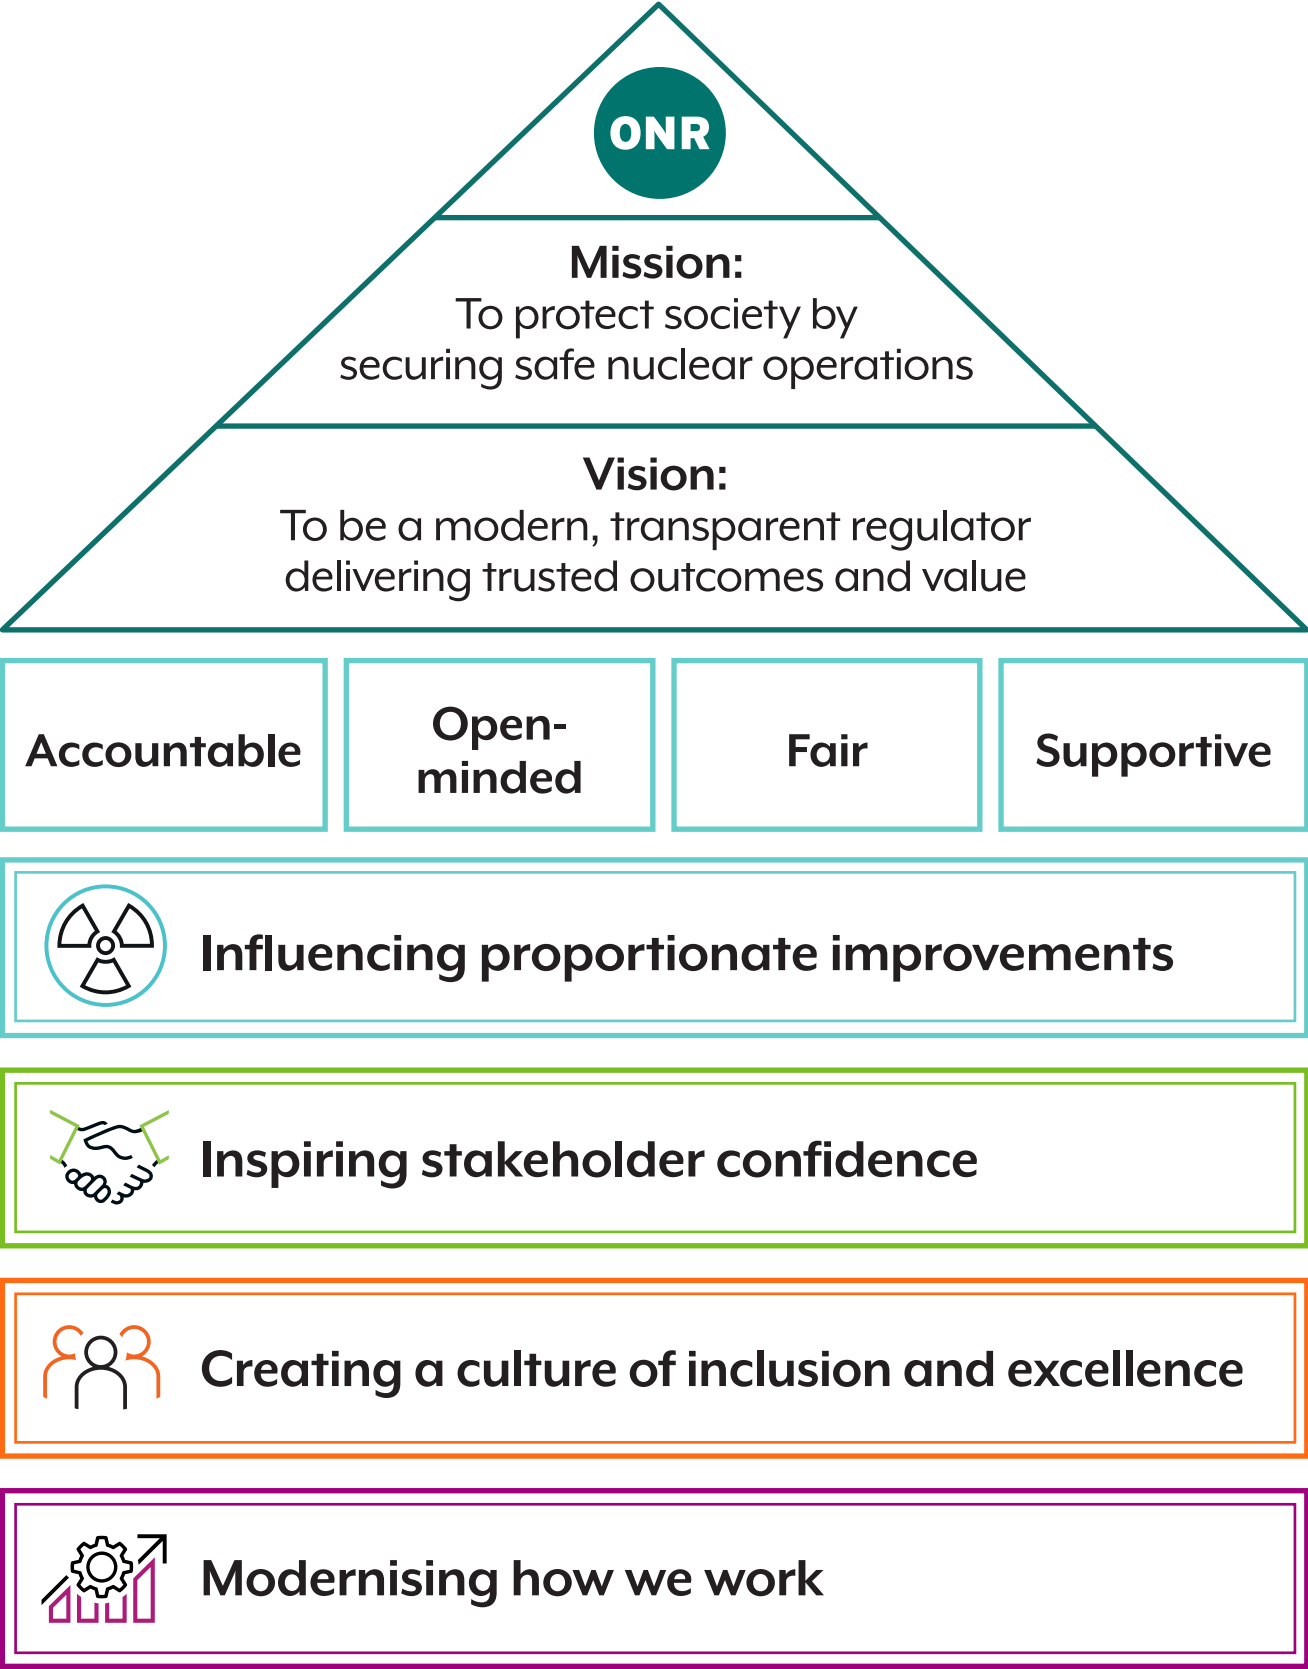 ONR
Mission:
To protect society by
securing safe nuclear operations
Vision:
To be a modern, transparent regulator
delivering trusted outcomes and value
Accountable
Open-
minded
Fair
Supportive
Influencing proportionate improvements
Inspiring stakeholder confidence
Creating a culture of inclusion and excellence
Modernising how we work